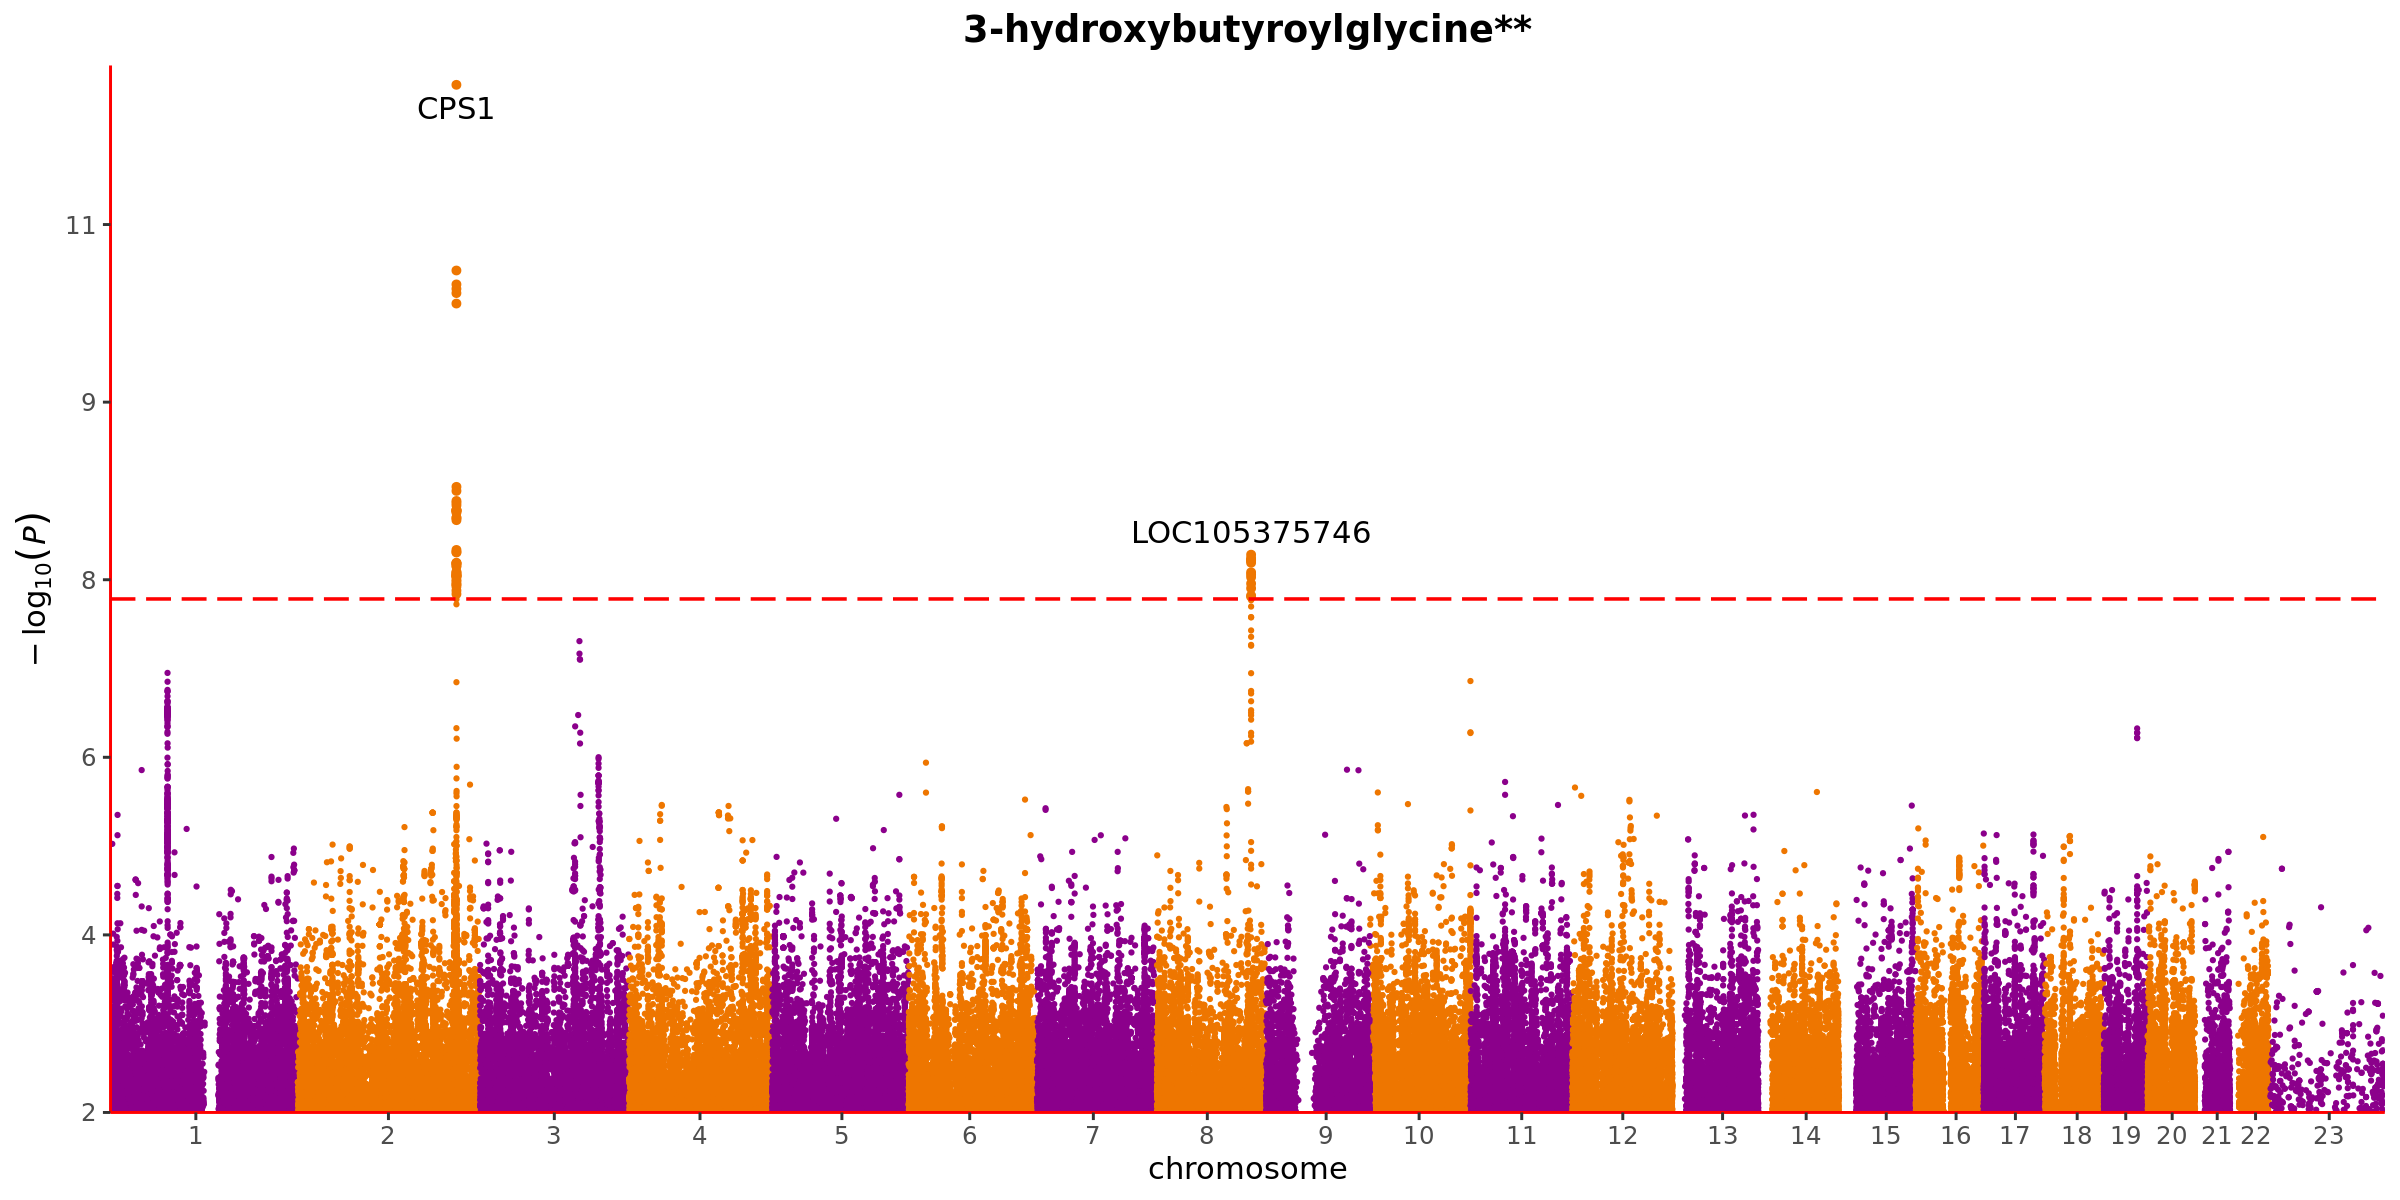 3-hydroxybutyroylglycine**
CPS1
11
9
LOC105375746
8
6
4
2
− log10(P)
1 2 3 4 5 6 7 8 9 10 11 12 13 14 15 16 17 18 19 20 21 22 23
chromosome